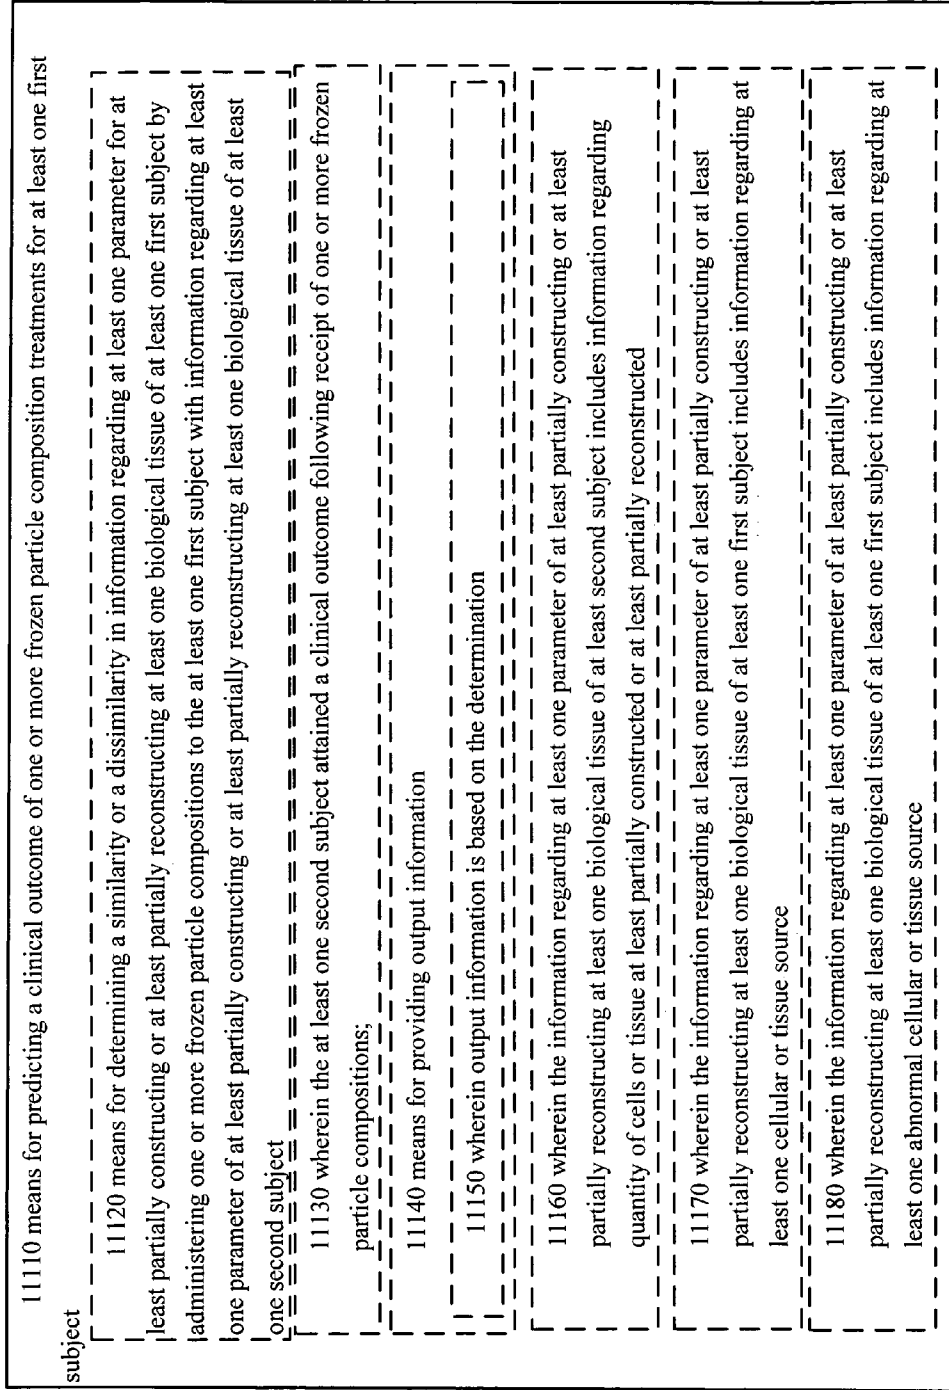 11110 means for predicting a clinical outcome of one or more frozen particle composition treatments for at least one first
subject
11120 means for determining a similarity or a dissimilarity in information regarding at least one parameter for at
least partially constructing or at least partially reconstructing at least one biological tissue of at least one first subject by
administering one or more frozen particle compositions to the at least one first subject with information regarding at least
one parameter of at least partially constructing or at least partially reconstructing at least one biological tissue of at least
one second subject
11130 wherein the at least one second subject attained a clinical outcome following receipt of one or more frozen
particle compositions;
11140 means for providing output information
11150 wherein output information is based on the determination
11160 wherein the information regarding at least one parameter of at least partially constructing or at least
partially reconstructing at least one biological tissue of at least second subject includes information regarding
quantity of cells or tissue at least partially constructed or at least partially reconstructed
11170 wherein the information regarding at least one parameter of at least partially constructing or at least
partially reconstructing at least one biological tissue of at least one first subject includes information regarding at
least one cellular or tissue source
11180 wherein the information regarding at least one parameter of at least partially constructing or at least
partially reconstructing at least one biological tissue of at least one first subject includes information regarding at
least one abnormal cellular or tissue source